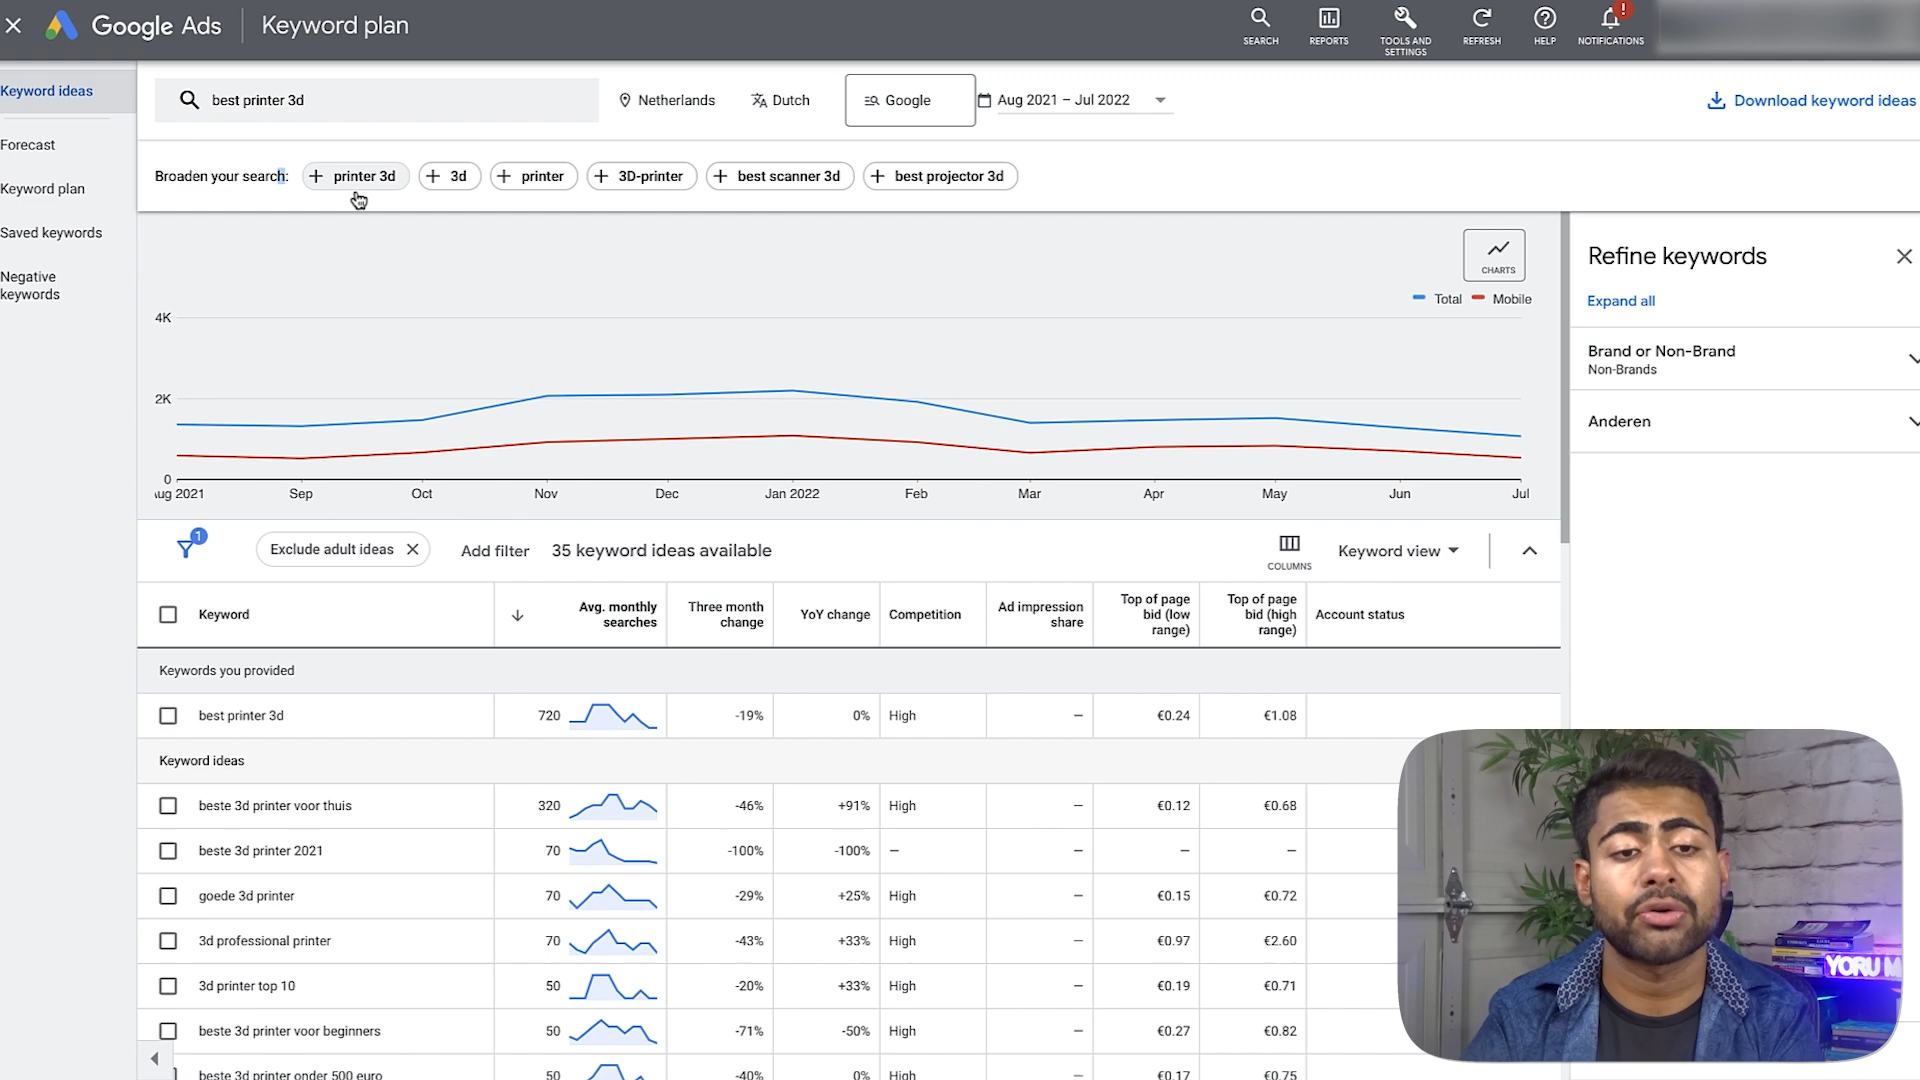 Google Ads
Keyword plan
SEARCH
REPORTS
TOOLS AND
SETTINGS
REFRESH
HELP
!
NOTIFICATIONS
Keyword ideas
Forecast
Keyword plan
Saved keywords
Negative
keywords
best printer 3d
Netherlands
Dutch
Google
Aug 2021 – Jul 2022
Download keyword ideas
Broaden your search:
printer 3d
3d
printer
3D-printer
best scanner 3d
best projector 3d
CHARTS
Total
Mobile
4K
2K
0
ug 2021
Sep
Oct
Nov
Dec
Jan 2022
Feb
Mar
Apr
May
Jun
Jul
Refine keywords
Expand all
Brand or Non-Brand
Non-Brands
Anderen
1
Exclude adult ideas
Add filter
35 keyword ideas available
COLUMNS
Keyword view
Keyword
Avg. monthly
searches
Three month
change
YoY change
Competition
Ad impression
share
Top of page
bid (low
range)
Top of page
bid (high
range)
Account status
Keywords you provided
best printer 3d 720 -19% 0% High – €0.24 €1.08
Keyword ideas
beste 3d printer voor thuis 320 -46% +91% High – €0.12 €0.68
beste 3d printer 2021 70 -100% -100% – – – –
goede 3d printer 70 -29% +25% High – €0.15 €0.72
3d professional printer 70 -43% +33% High – €0.97 €2.60
3d printer top 10 50 -20% +33% High – €0.19 €0.71
beste 3d printer voor beginners 50 -71% -50% High – €0.27 €0.82
beste 3d printer onder 500 euro 50 -40% 0% High – €0.17 €0.75
YORU M